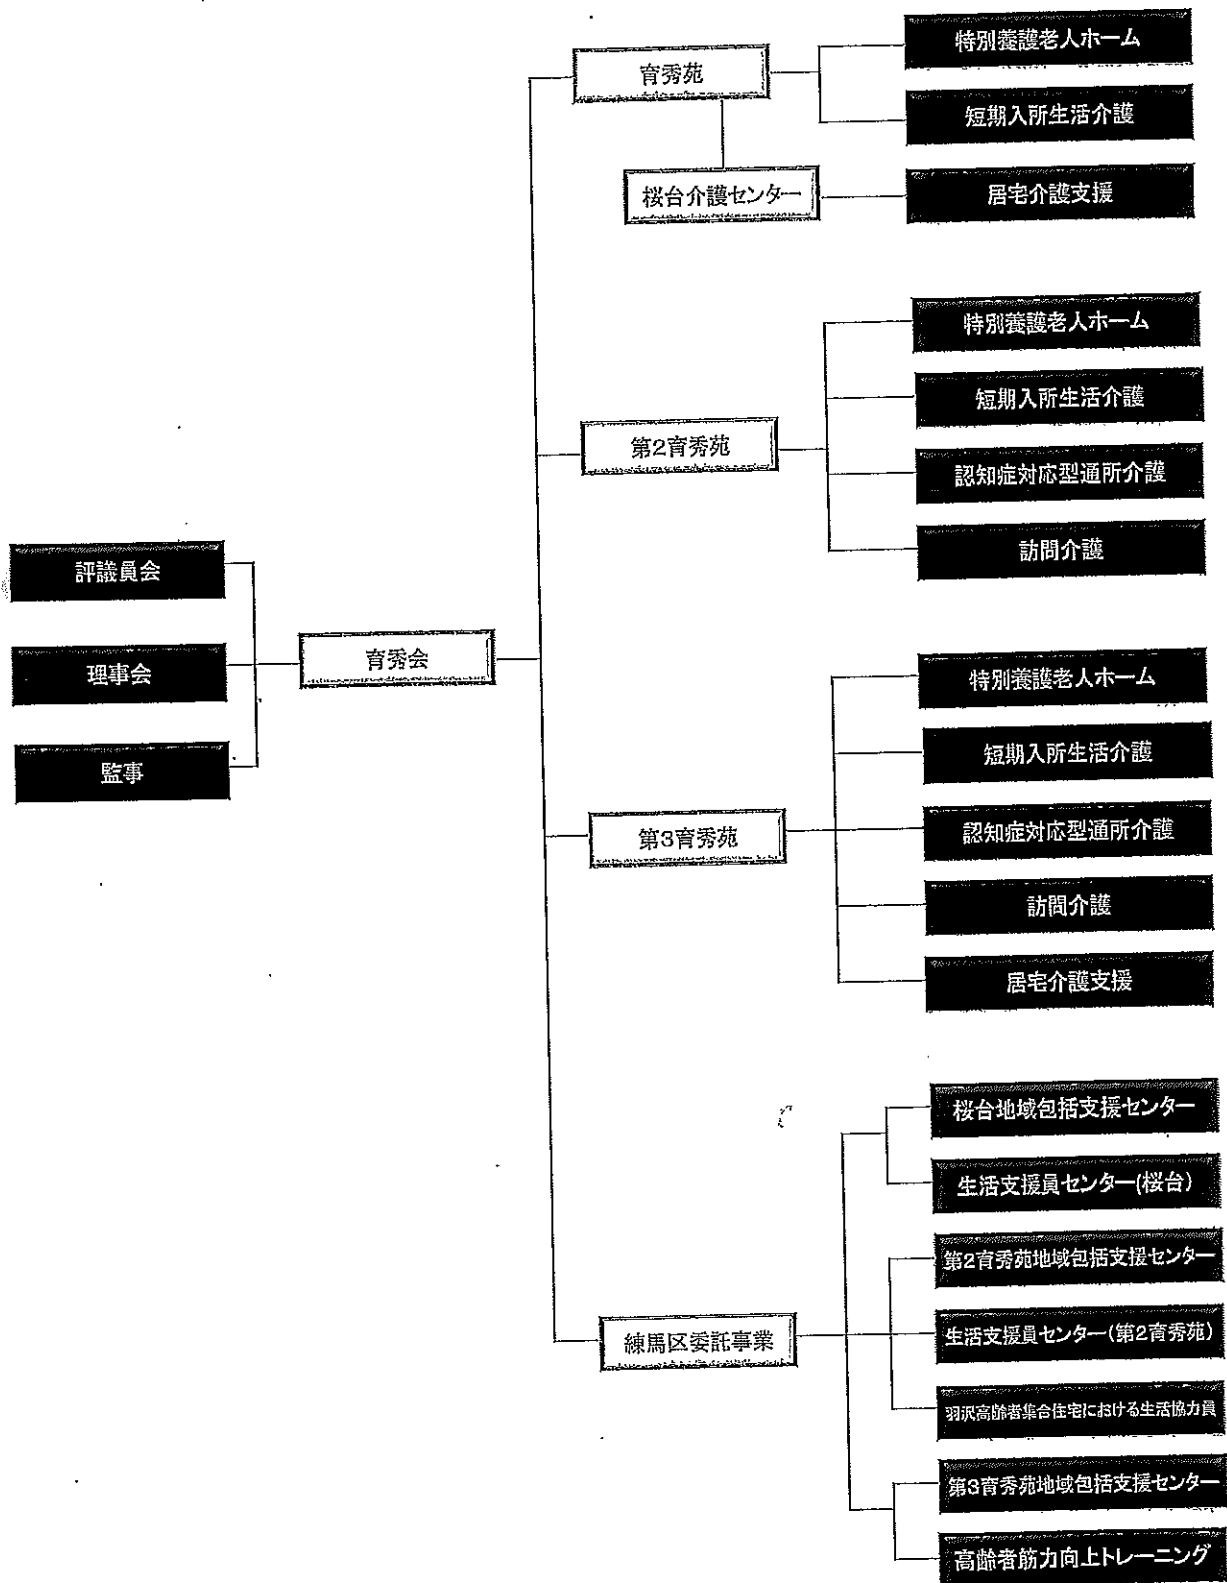 評議員会
理事会
監事
育秀会
育秀苑
特別養護老人ホーム
短期入所生活介護
桜台介護センター
居宅介護支援
第2育秀苑
特別養護老人ホーム
短期入所生活介護
認知症対応型通所介護
訪問介護
第3育秀苑
特別養護老人ホーム
短期入所生活介護
認知症対応型通所介護
訪問介護
居宅介護支援
練馬区委託事業
桜台地域包括支援センター
生活支援員センター(桜台)
第2育秀苑地域包括支援センター
生活支援員センター(第2育秀苑)
羽沢高齢者集合住宅における生活協力員
第3育秀苑地域包括支援センター
高齢者筋力向上トレーニング